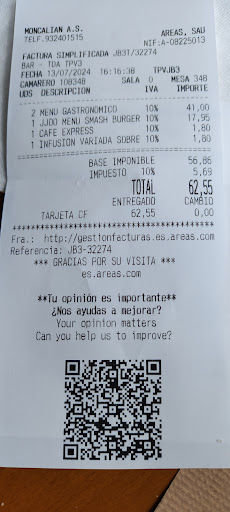 MONCALIAN A.S. AREAS, SAU
TELF.932401515 NIF:A-08225013
FACTURA SIMPLIFICADA JB3T/32274
BAR - TDA TPV3
FECHA 13/07/2024 16:16:38 TPVJB3
CAMARERO 108348 SALA 0 MESA 348
UDS DESCRIPCION IVA IMPORTE
2 MENU GASTRONOMICO 10% 41,00
1 JJOO MENU SMASH BURGER 10% 17,95
1 CAFE EXPRESS 10% 1,80
1 INFUSION VARIADA SOBRE 10% 1,80
BASE IMPONIBLE 56,86
IMPUESTO 10% 5,69
TOTAL 62,55
ENTREGADO CAMBIO
TARJETA CF 62,55 0,00
Fra.: http://gestionfacturas.es.areas.com
Referencia: JB3-32274
*** GRACIAS POR SU VISITA ***
es.areas.com
**Tu opinión es importante**
¿Nos ayudas a mejorar?
Your opinion matters
Can you help us to improve?